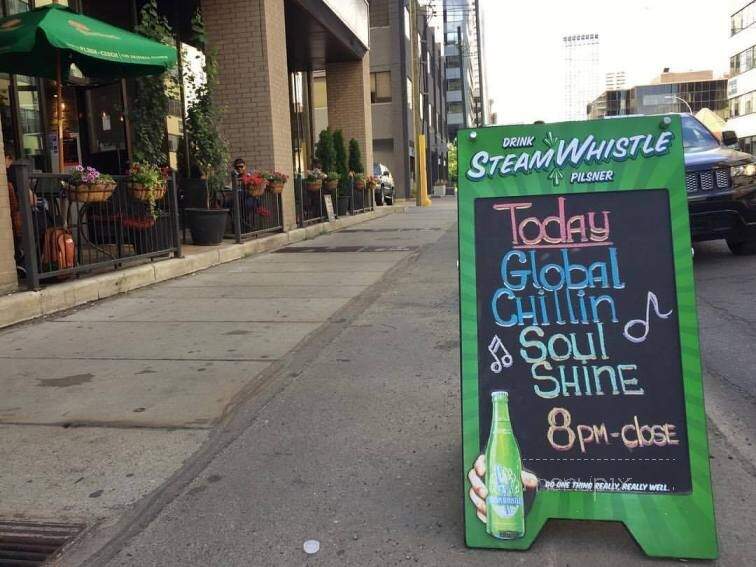 DRINK
STEAM WHISTLE
PILSNER
Today
Global
Chillin
Soul
SHINE
8pm-close
DO ONE THING REALLY, REALLY WELL.